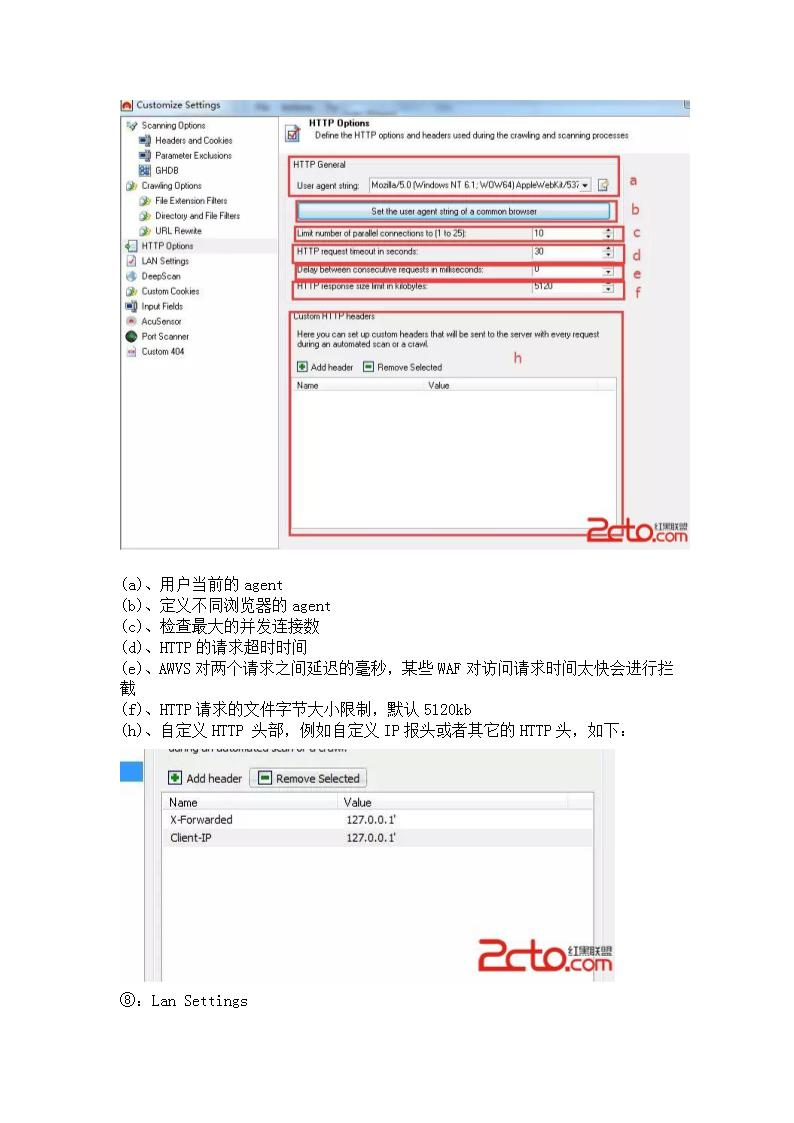 Customize Settings
Scanning Options
Headers and Cookies
Parameter Exclusions
GHDB
Crawling Options
File Extension Filters
Directory and File Filters
URL Rewrite
HTTP Options
LAN Settings
DeepScan
Custom Cookies
Input Fields
AcuSensor
Port Scanner
Custom 404
HTTP Options
Define the HTTP options and headers used during the crawling and scanning processes
HTTP General
User agent string: Mozilla/5.0 (Windows NT 6.1; WOW64) AppleWebKit/537 a
Set the user agent string of a common browser b
Limit number of parallel connections to (1 to 25): 10 c
HTTP request timeout in seconds: 30 d
Delay between consecutive requests in milliseconds: 0 e
HTTP response size limit in kilobytes: 5120 f
Custom HTTP headers
Here you can set up custom headers that will be sent to the server with every request
during an automated scan or a crawl.
h
Add header Remove Selected
Name Value
2cto.com 红黑联盟
(a)、用户当前的 agent
(b)、定义不同浏览器的 agent
(c)、检查最大的并发连接数
(d)、HTTP 的请求超时时间
(e)、AWVS 对两个请求之间延迟的毫秒，某些 WAF 对访问请求时间太快会进行拦
截
(f)、HTTP 请求的文件字节大小限制，默认 5120kb
(h)、自定义 HTTP 头部，例如自定义 IP 报头或者其它的 HTTP 头，如下：
during an automated scan or a crawl.
Add header Remove Selected
Name Value
X-Forwarded 127.0.0.1'
Client-IP 127.0.0.1'
2cto.com 红黑联盟
⑧：Lan Settings